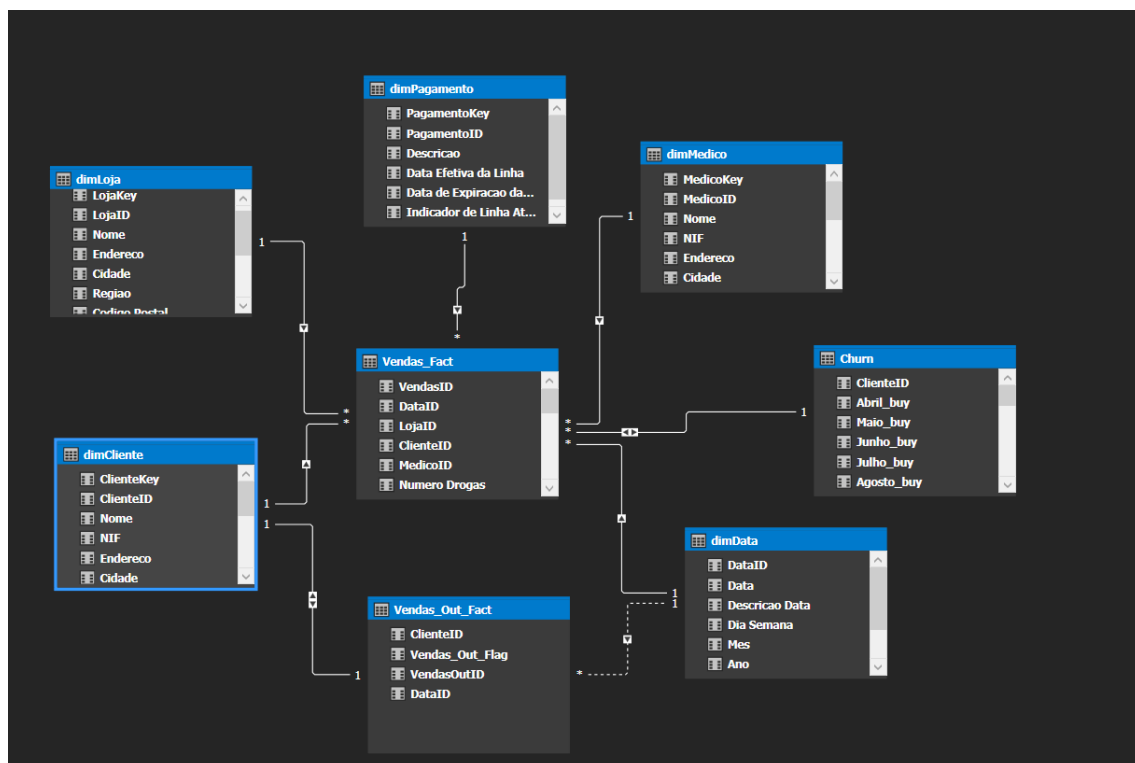 dimPagamento
PagamentoKey
PagamentoID
Descricao
Data Efetiva da Linha
Data de Expiracao da...
Indicador de Linha At...
dimMedico
MedicoKey
MedicoID
Nome
NIF
Endereco
Cidade
dimLoja
LojaKey
LojaID
Nome
Endereco
Cidade
Regiao
Codigo Postal
1
1
1
*
Vendas_Fact
VendasID
DataID
LojaID
ClienteID
MedicoID
Numero Drogas
*
*
*
*
*
Churn
ClienteID
Abril_buy
Maio_buy
Junho_buy
Julho_buy
Agosto_buy
1
dimCliente
ClienteKey
ClienteID
Nome
NIF
Endereco
Cidade
1
1
dimData
DataID
Data
Descricao Data
Dia Semana
Mes
Ano
1
1
Vendas_Out_Fact
ClienteID
Vendas_Out_Flag
VendasOutID
DataID
1
*